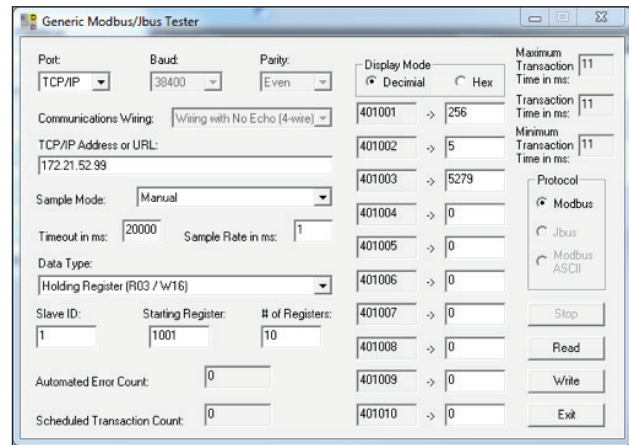 Generic Modbus/Jbus Tester
Port:
Baud:
Parity:
TCP/IP
38400
Even
Communications Wiring:
Wiring with No Echo (4-wire)
TCP/IP Address or URL:
172.21.52.99
Sample Mode:
Manual
Timeout in ms:
20000
Sample Rate in ms:
1
Data Type:
Holding Register (R03 / W16)
Slave ID:
Starting Register:
# of Registers:
1
1001
10
Automated Error Count:
0
Scheduled Transaction Count:
0
Display Mode
Decimial
Hex
401001 -> 256
401002 -> 5
401003 -> 5279
401004 -> 0
401005 -> 0
401006 -> 0
401007 -> 0
401008 -> 0
401009 -> 0
401010 -> 0
Maximum
Transaction
Time in ms:
11
Transaction
Time in ms:
11
Minimum
Transaction
Time in ms:
11
Protocol
Modbus
Jbus
Modbus
ASCII
Stop
Read
Write
Exit